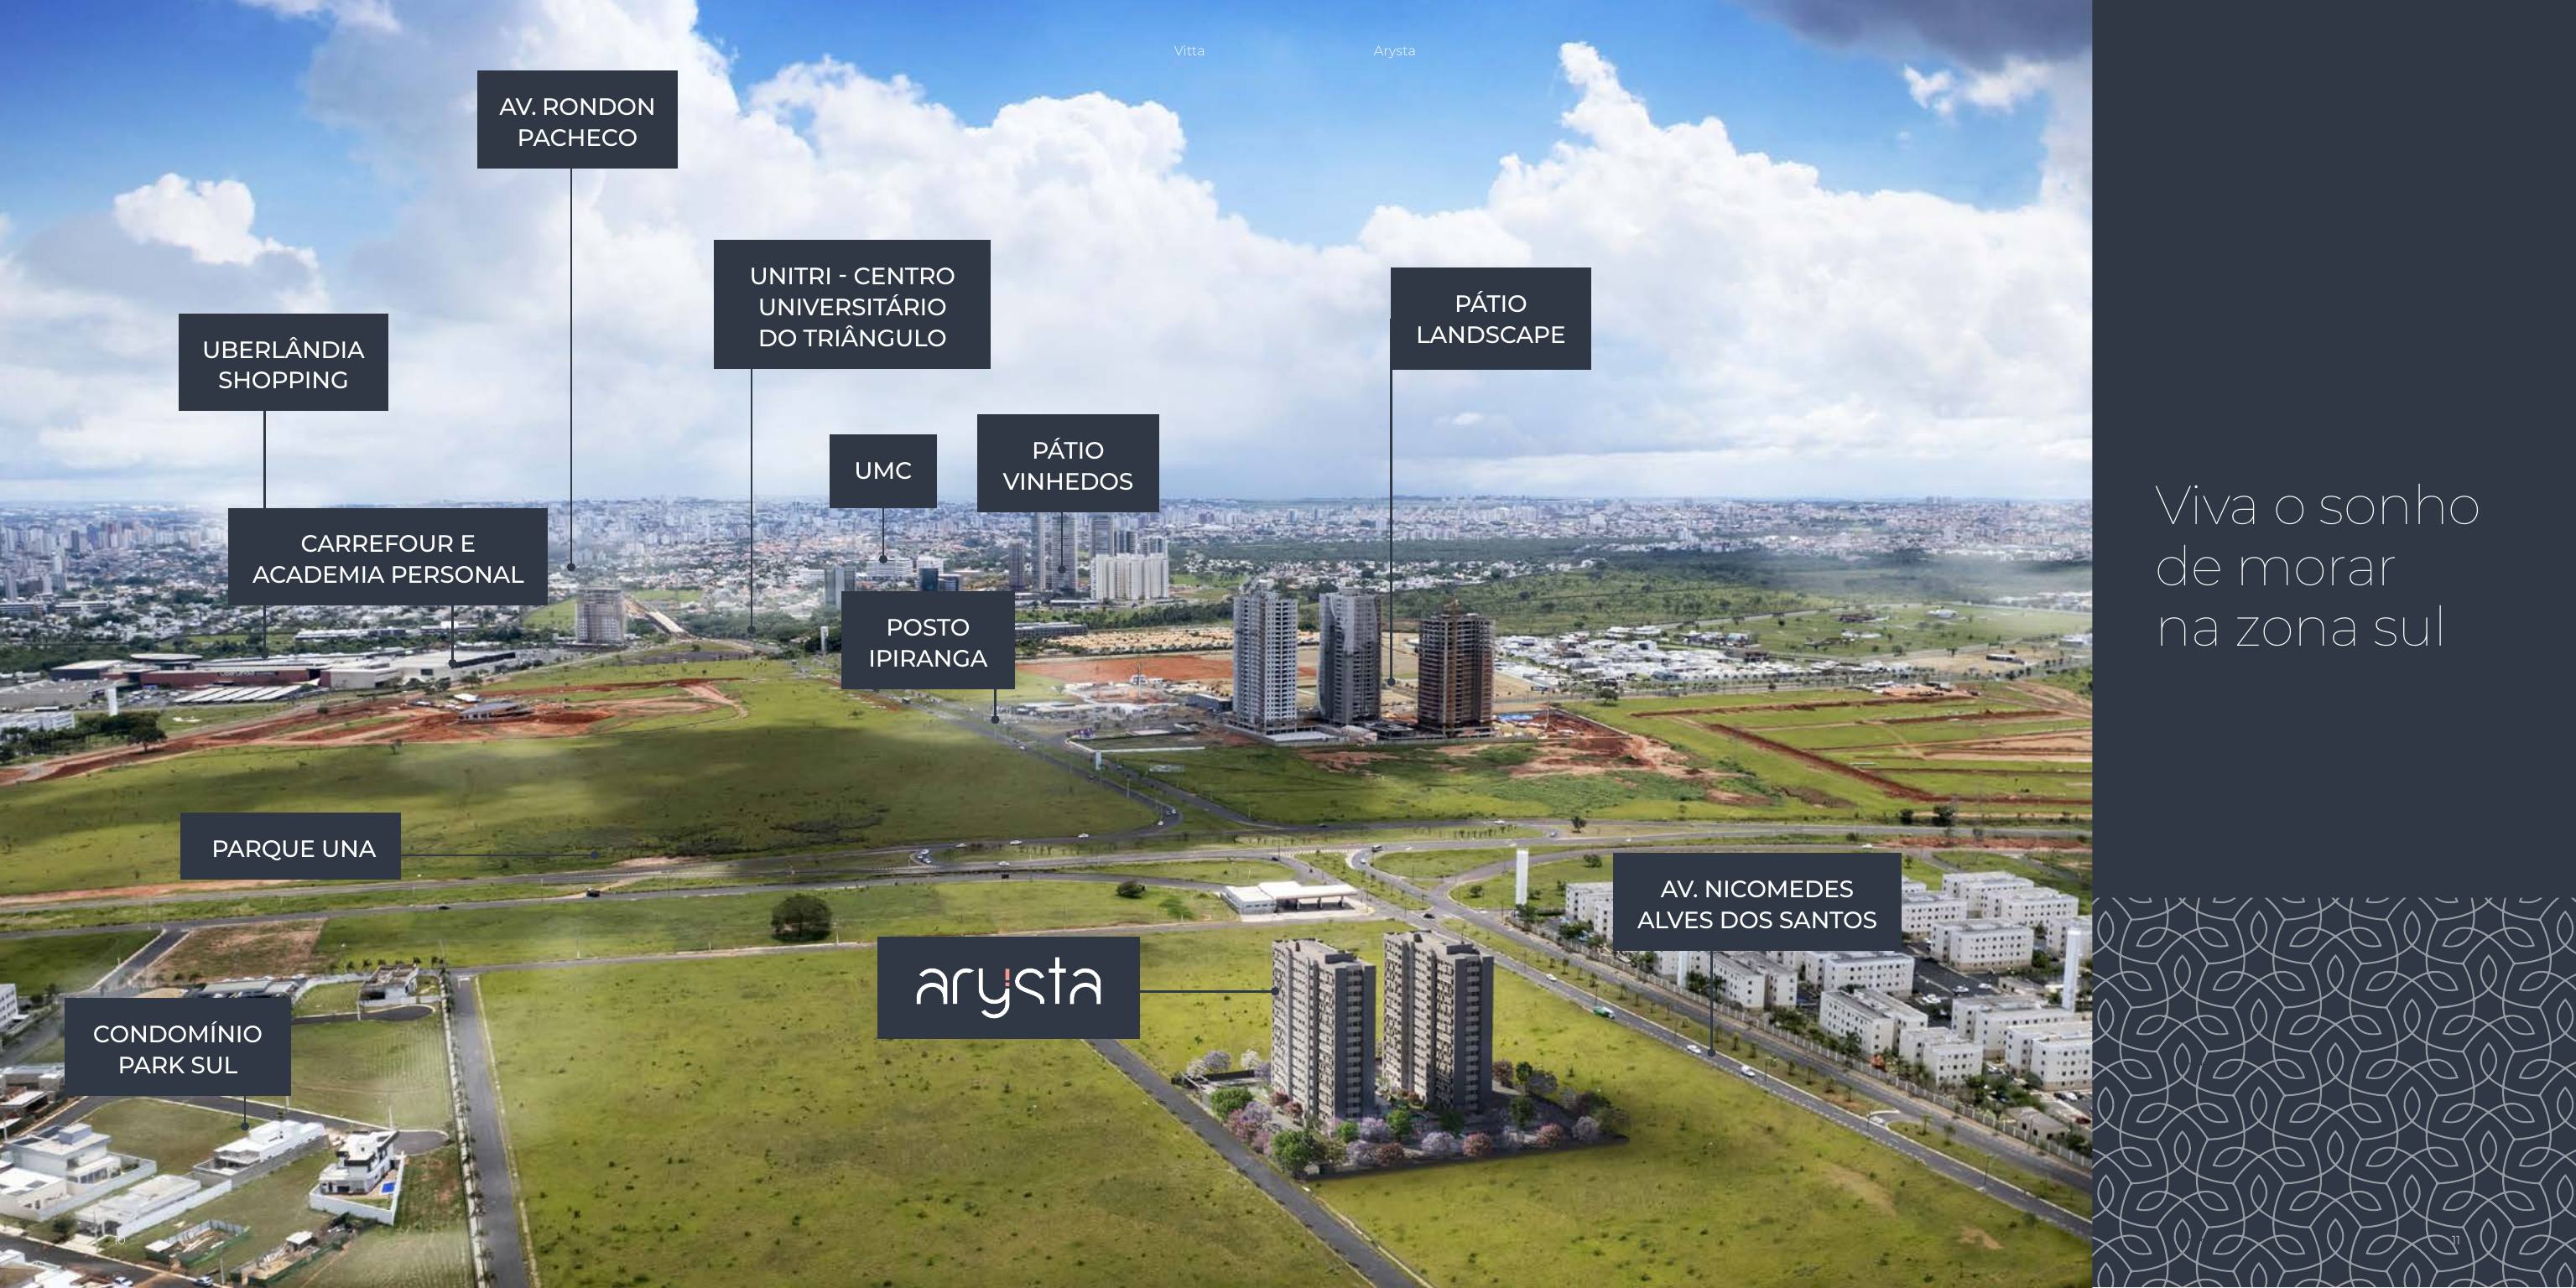 Vitta
Arysta
AV. RONDON
PACHECO
UNITRI - CENTRO
UNIVERSITÁRIO
DO TRIÂNGULO
PÁTIO
LANDSCAPE
UBERLÂNDIA
SHOPPING
UMC
PÁTIO
VINHEDOS
CARREFOUR E
ACADEMIA PERSONAL
POSTO
IPIRANGA
PARQUE UNA
AV. NICOMEDES
ALVES DOS SANTOS
arysta
CONDOMÍNIO
PARK SUL
10
Viva o sonho
de morar
na zona sul
11